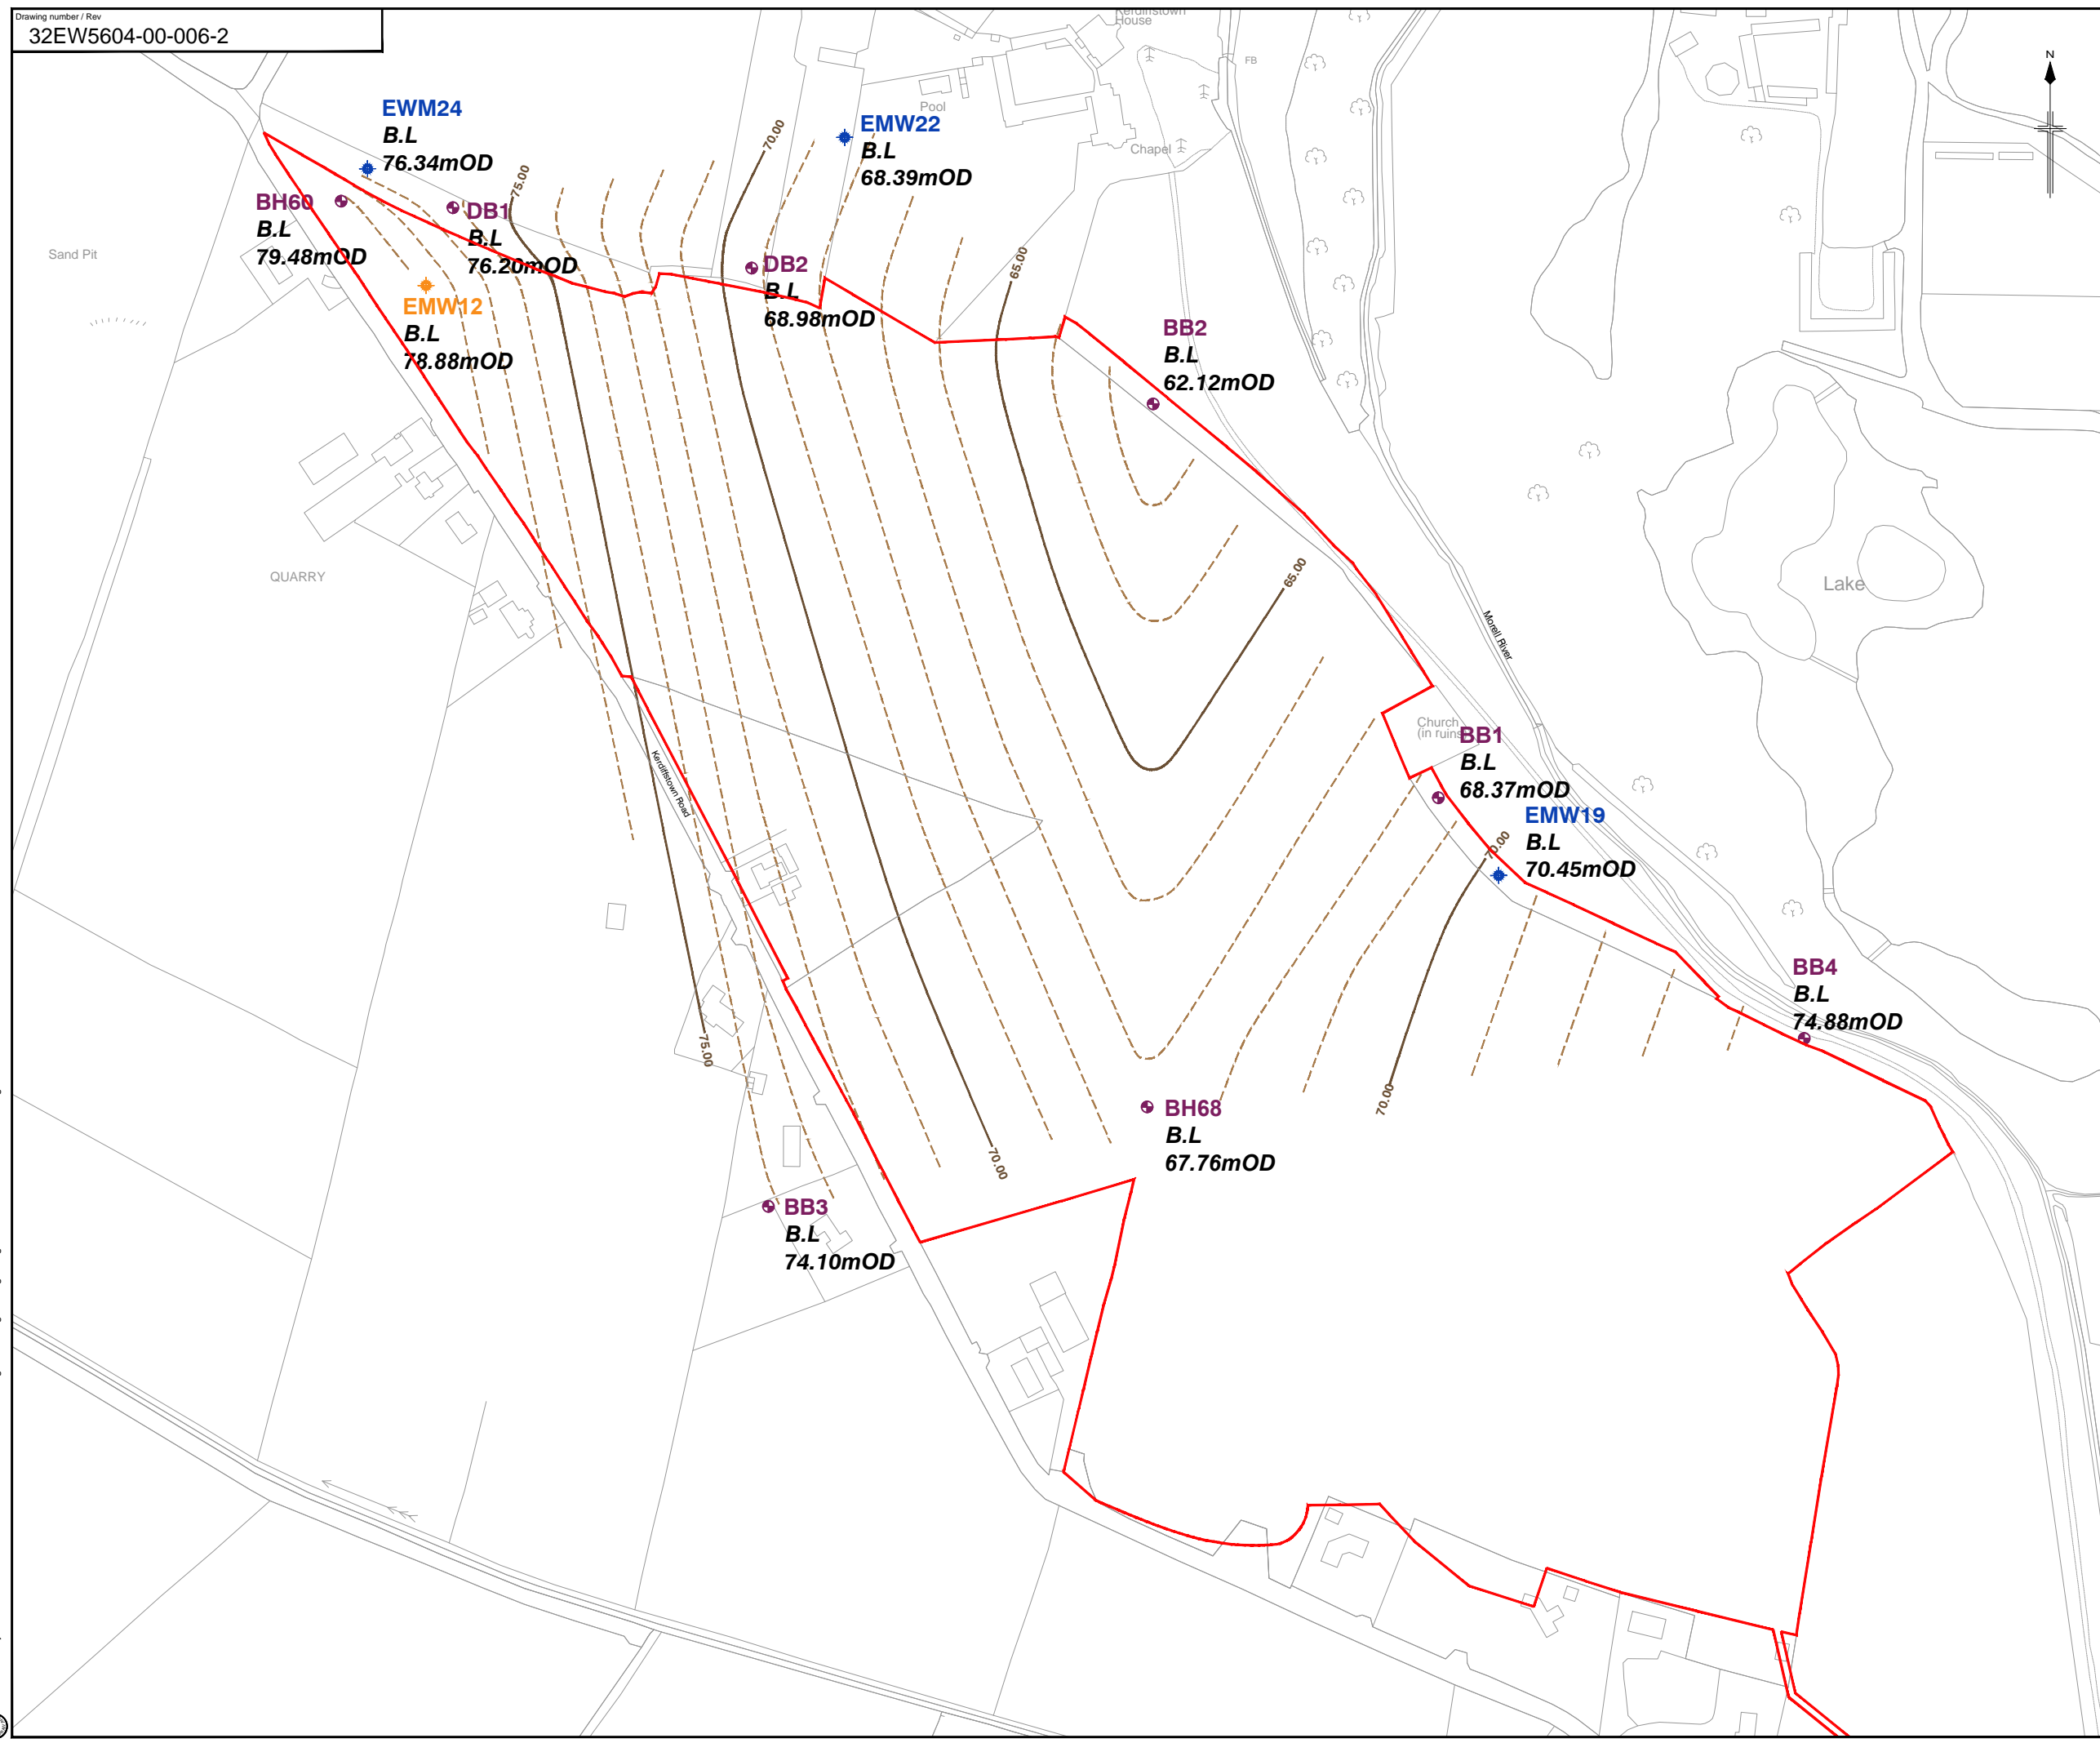 Drawing number / Rev
32EW5604-00-006-2
House
FB
N
Pool
Chapel
EWM24
B.L
76.34mOD
EMW22
B.L
68.39mOD
70.00
75.00
BH60
B.L
79.48mOD
DB1
B.L
76.20mOD
Sand Pit
DB2
B.L
68.98mOD
65.00
EMW12
B.L
78.88mOD
BB2
B.L
62.12mOD
QUARRY
65.00
Lake
Morell River
Church
(in ruins)
BB1
B.L
68.37mOD
Kerdiffstown Road
EMW19
B.L
70.45mOD
70.00
BB4
B.L
74.88mOD
75.00
70.00
BH68
B.L
67.76mOD
70.00
BB3
B.L
74.10mOD